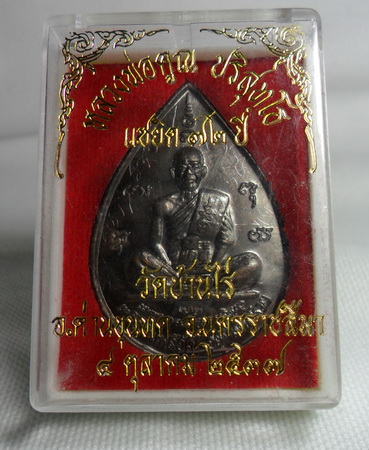 หลวงพ่อคูณ ปริสุทโธ
แซยิด ๗๒ ปี
วัดบ้านไร่
อ.ด่านขุนทด จ.นครราชสีมา
๔ ตุลาคม ๒๕๓๗